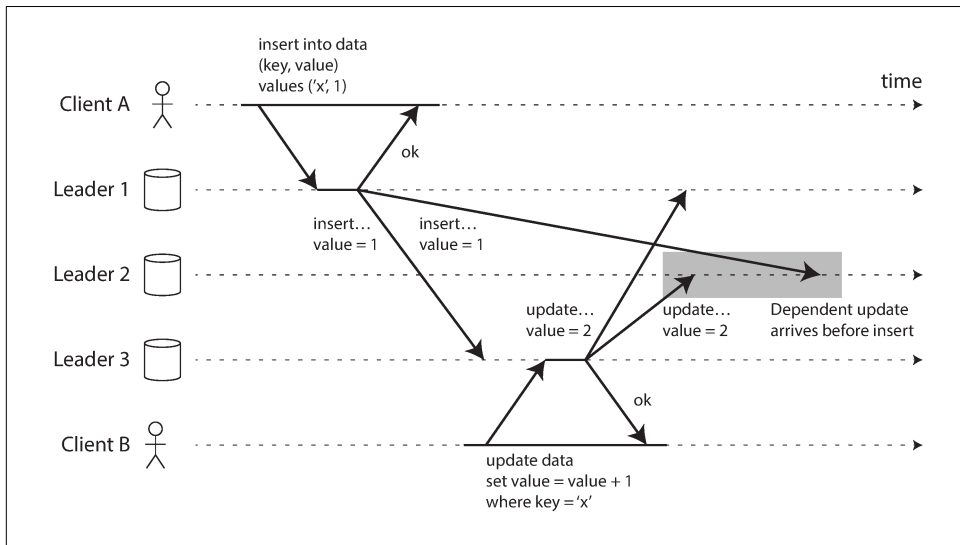 insert into data
(key, value)
values (‘x’, 1)
time
Client A
ok
Leader 1
insert…
value = 1
insert…
value = 1
Leader 2
update…
value = 2
update…
value = 2
Dependent update
arrives before insert
Leader 3
ok
Client B
update data
set value = value + 1
where key = ‘x’